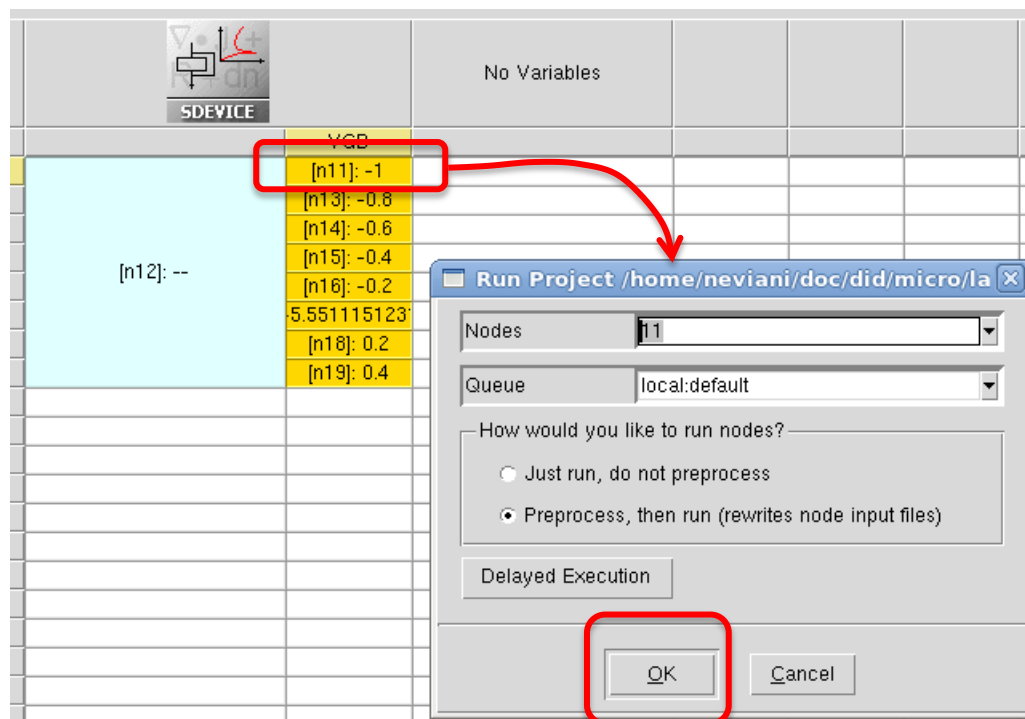 SDEVICE
No Variables
VGB
[n11]: -1
[n13]: -0.8
[n14]: -0.6
[n15]: -0.4
[n12]: --
[n16]: -0.2
[n18]: 0.2
[n19]: 0.4
Run Project /home/neviani/doc/did/micro/la
Nodes
11
Queue
local:default
How would you like to run nodes?
Just run, do not preprocess
Preprocess, then run (rewrites node input files)
Delayed Execution
OK
Cancel